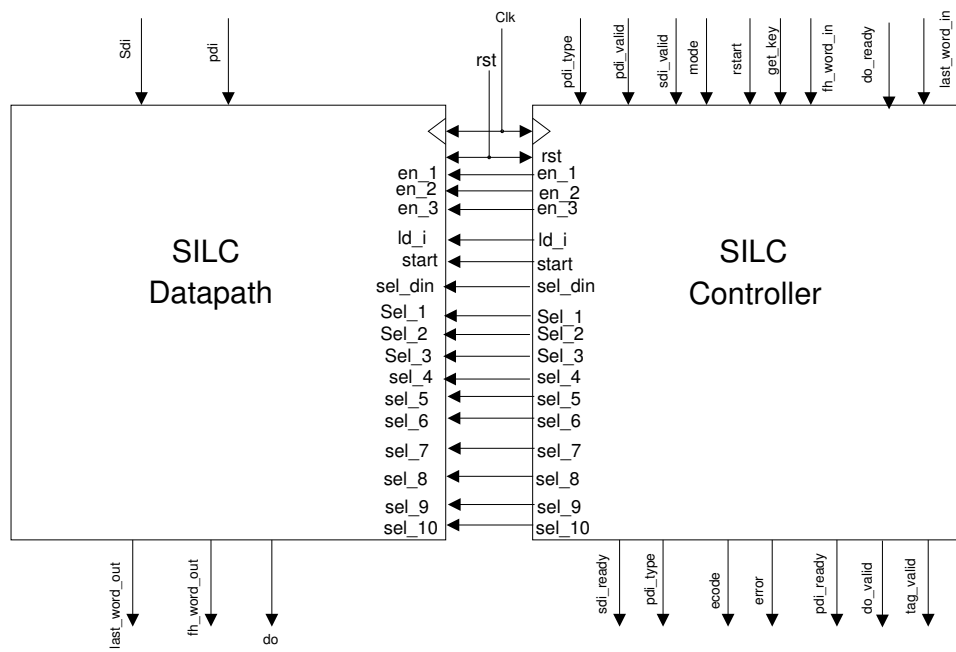 Clk
rst
Sdi
pdi
pdi_type
pdi_valid
sdi_valid
mode
rstart
get_key
fh_word_in
do_ready
last_word_in
rst
en_1
en_1
en_2
en_2
en_3
en_3
ld_i
ld_i
start
start
sel_din
sel_din
Sel_1
Sel_1
Sel_2
Sel_2
Sel_3
Sel_3
sel_4
sel_4
sel_5
sel_5
sel_6
sel_6
sel_7
sel_7
sel_8
sel_8
sel_9
sel_9
sel_10
sel_10
SILC
Datapath
SILC
Controller
last_word_out
fh_word_out
do
sdi_ready
pdi_type
ecode
error
pdi_ready
do_valid
tag_valid